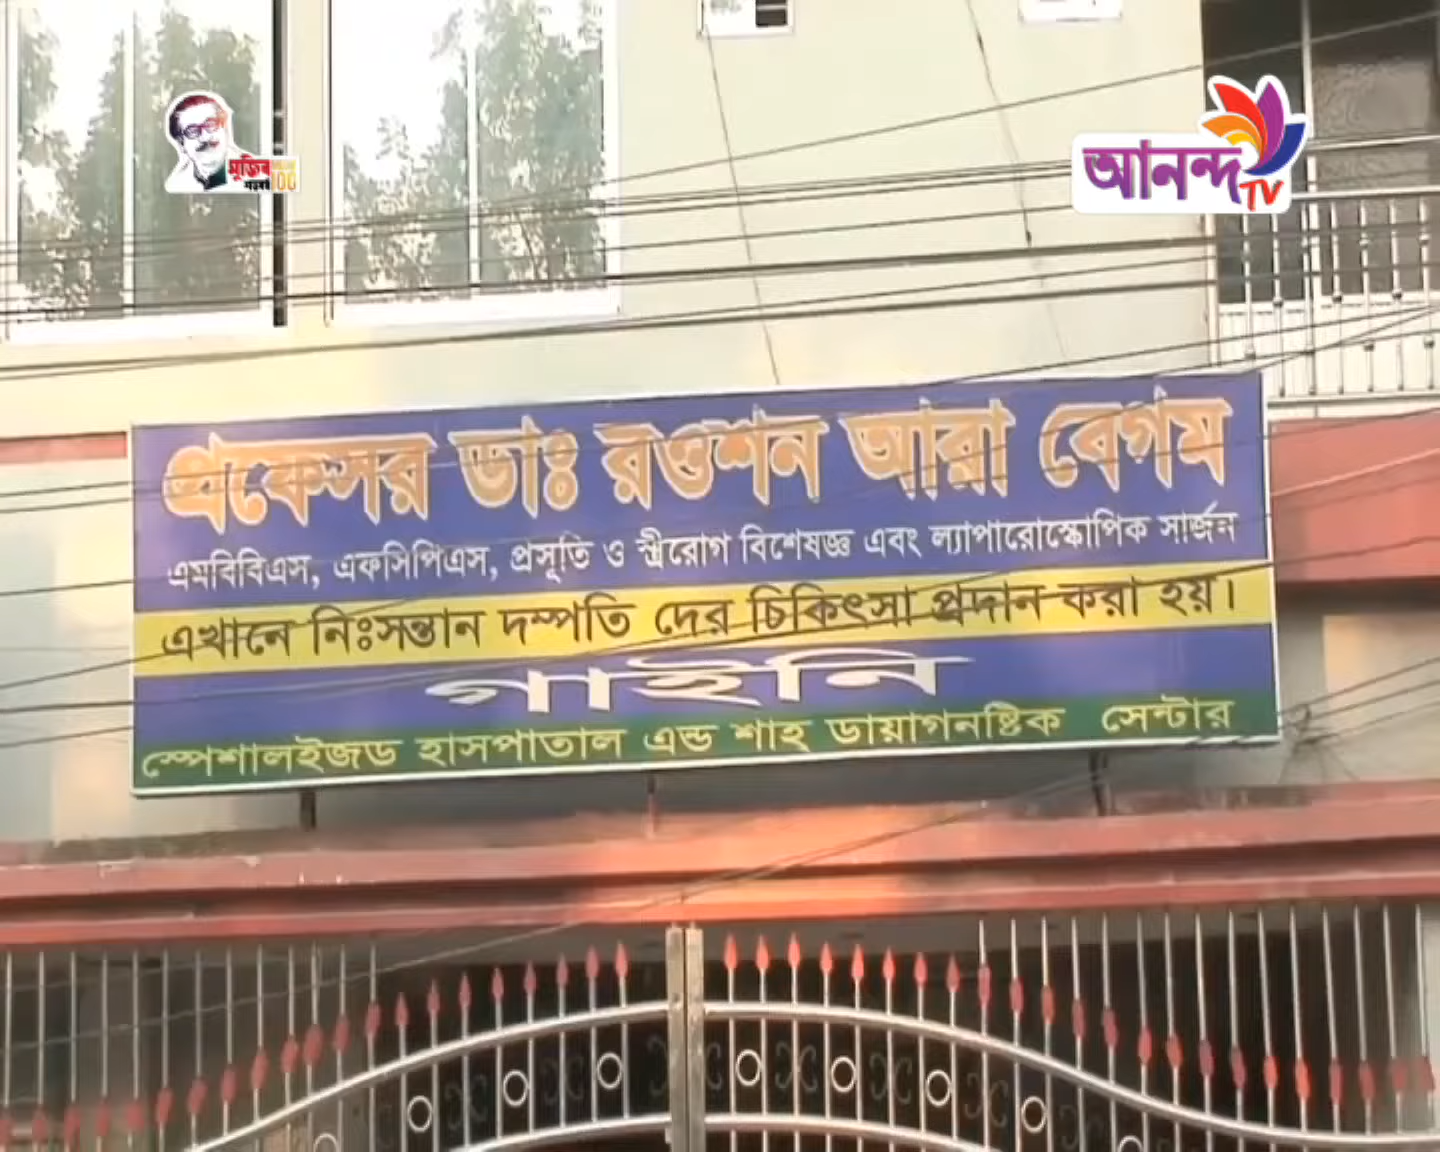 মুজিব
শতবর্ষ 100
আনন্দ
TV
প্রফেসর ডাঃ রওশন আরা বেগম
এমবিবিএস, এফসিপিএস, প্রসূতি ও স্ত্রীরোগ বিশেষজ্ঞ এবং ল্যাপারোস্কোপিক সার্জন
এখানে নিঃসন্তান দম্পতি দের চিকিৎসা প্রদান করা হয়।
গাইনি
স্পেশালইজড হাসপাতাল এন্ড শাহ ডায়াগনষ্টিক সেন্টার